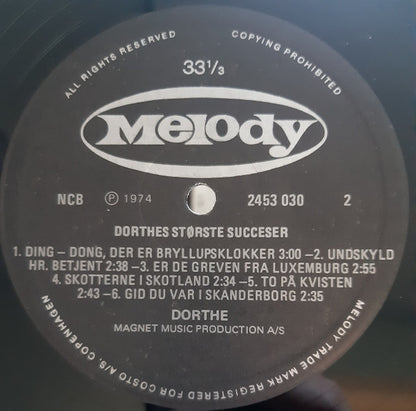 ALL RIGHTS RESERVED
COPYING PROHIBITED
33 1/3
Melody
NCB ℗ 1974 2453 030 2
DORTHES STØRSTE SUCCESER
1. DING – DONG, DER ER BRYLLUPSKLOKKER 3:00 –2. UNDSKYLD
HR. BETJENT 2:38 –3. ER DE GREVEN FRA LUXEMBURG 2:55
4. SKOTTERNE I SKOTLAND 2:34 –5. TO PÅ KVISTEN
2:43 –6. GID DU VAR I SKANDERBORG 2:35
DORTHE
MAGNET MUSIC PRODUCTION A/S
MELODY TRADE MARK REGISTERED FOR COSTO A/S. COPENHAGEN